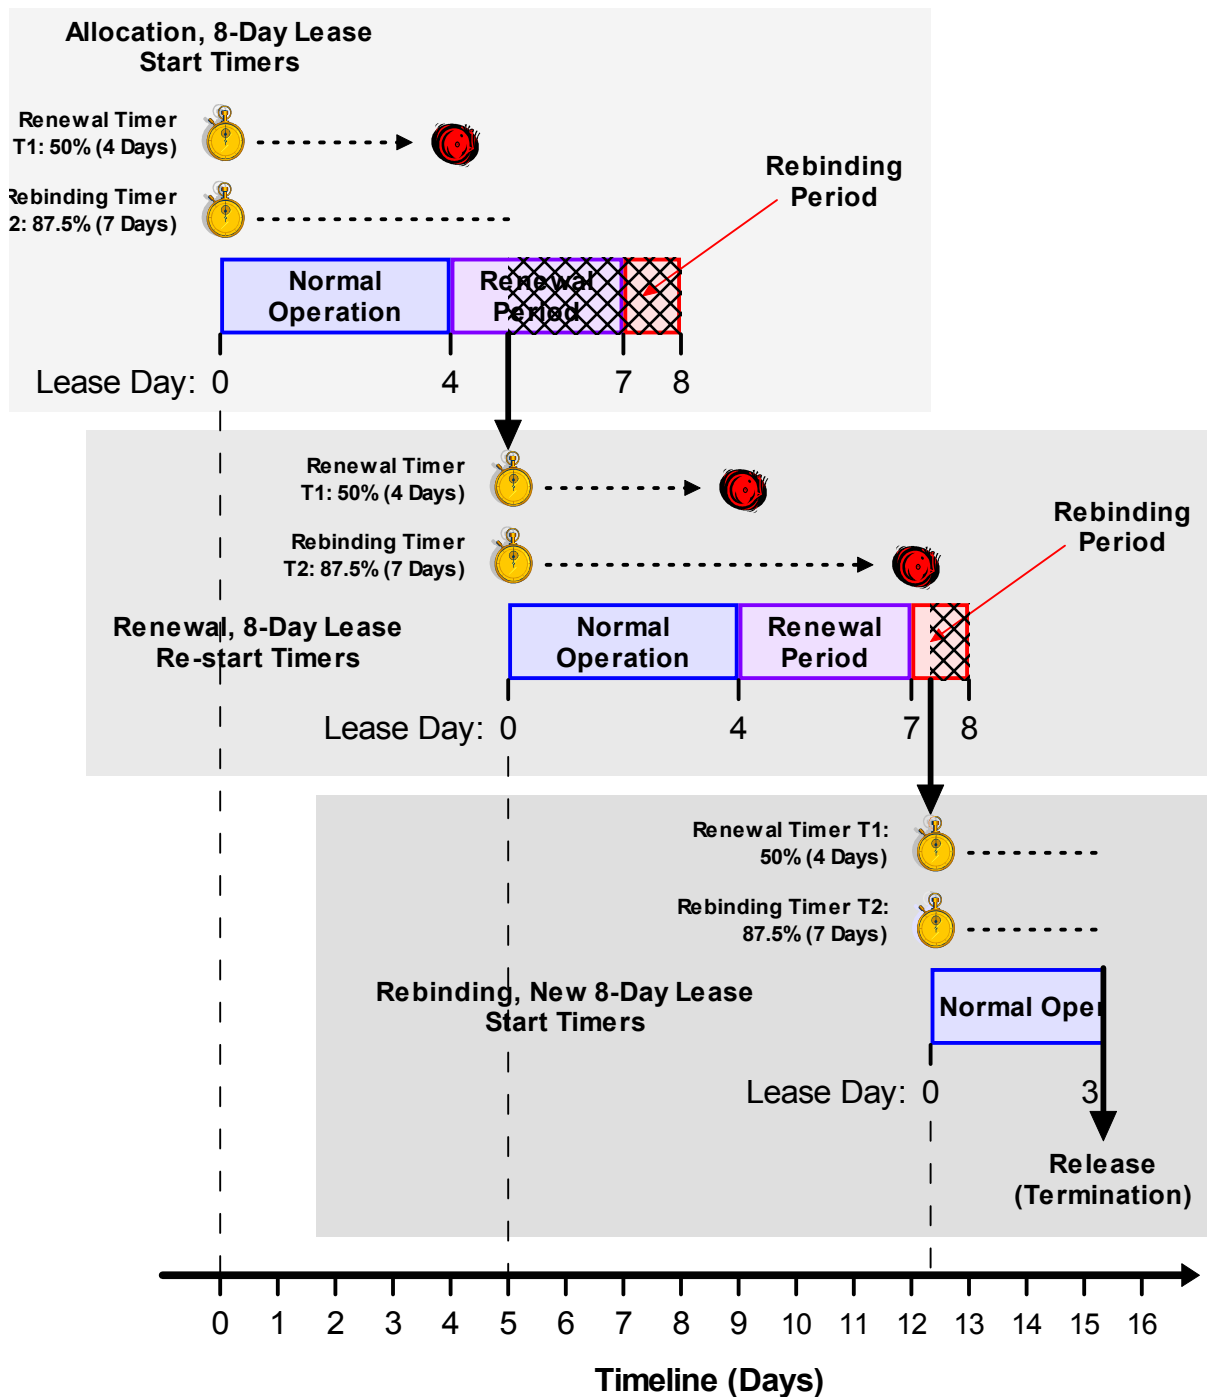 Allocation, 8-Day Lease
Start Timers
Renewal Timer
T1: 50% (4 Days)
Rebinding Timer
2: 87.5% (7 Days)
Rebinding
Period
Normal
Operation
Renewal
Period
Lease Day: 0 4 7 8
Renewal Timer
T1: 50% (4 Days)
Rebinding Timer
T2: 87.5% (7 Days)
Rebinding
Period
Renewal, 8-Day Lease
Re-start Timers
Normal
Operation
Renewal
Period
Lease Day: 0 4 7 8
Renewal Timer T1:
50% (4 Days)
Rebinding Timer T2:
87.5% (7 Days)
Rebinding, New 8-Day Lease
Start Timers
Normal Oper
Lease Day: 0 3
Release
(Termination)
0 1 2 3 4 5 6 7 8 9 10 11 12 13 14 15 16
Timeline (Days)